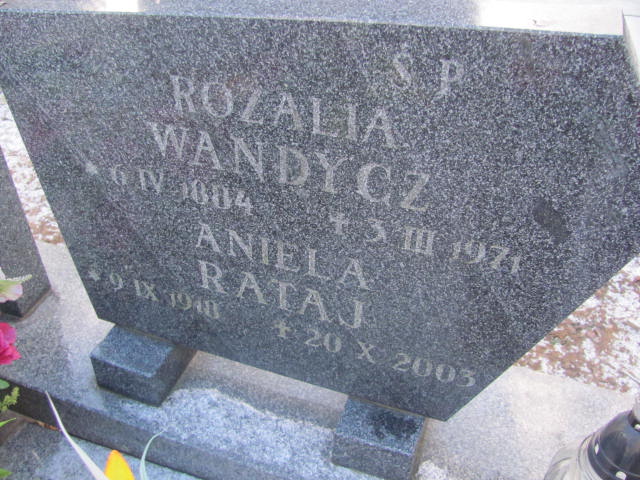 Ś P
ROZALIA
WANDYCZ
* 6 IV 1884 + 3 III 1971
ANIELA
RATAJ
* 9 IX 1918 + 20 X 2003